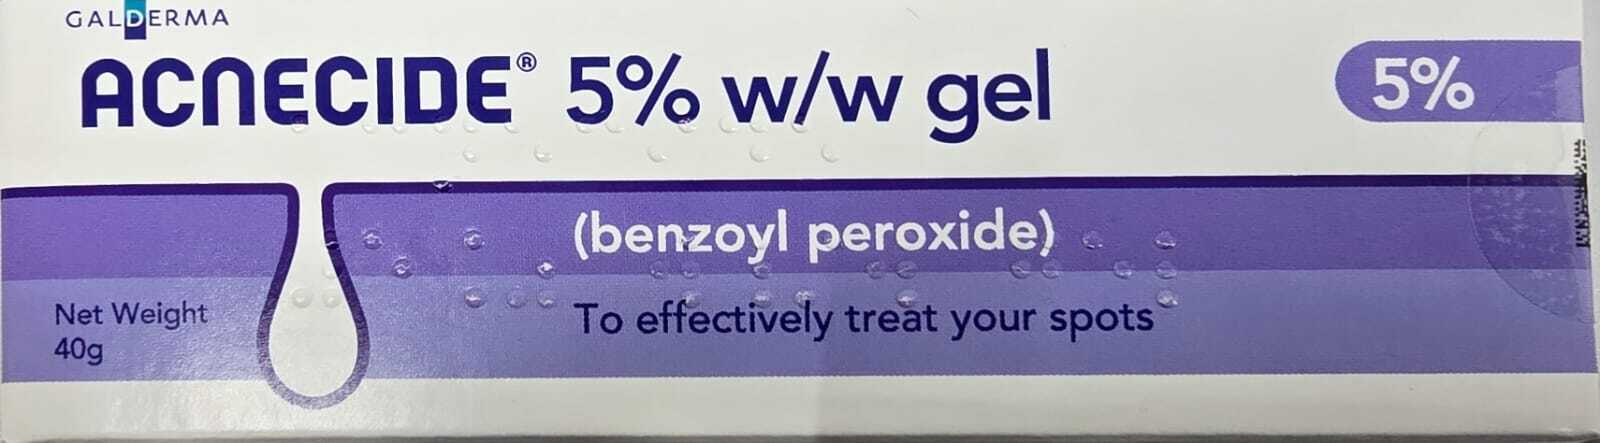 GALDERMA
ACNECIDE® 5% w/w gel
5%
(benzoyl peroxide)
To effectively treat your spots
Net Weight
40g